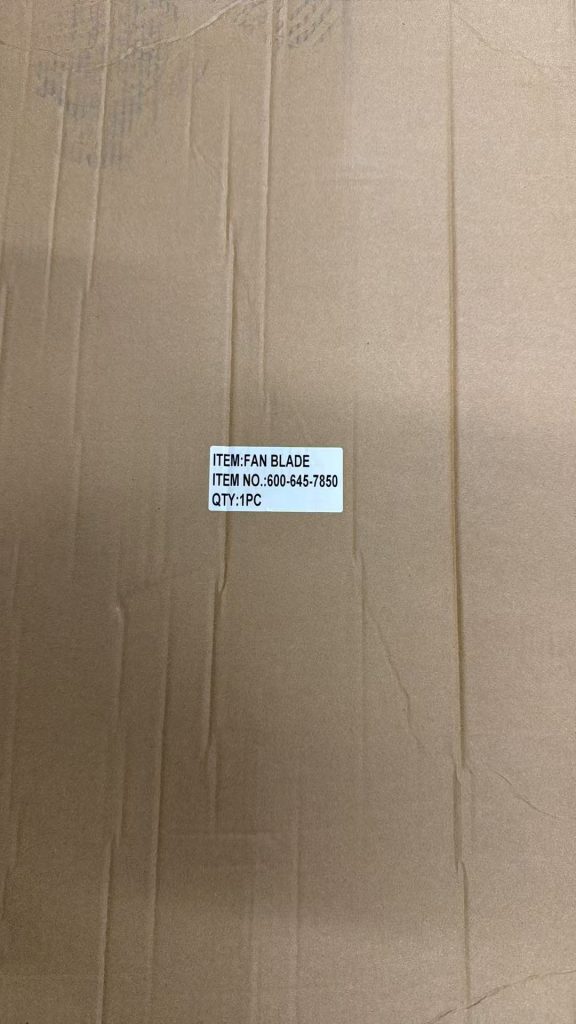 ITEM:FAN BLADE
ITEM NO.:600-645-7850
QTY:1PC